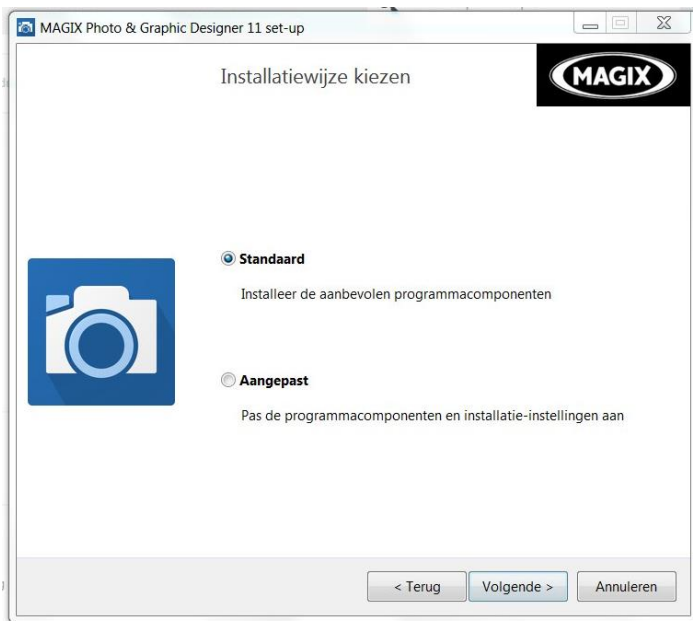 MAGIX Photo & Graphic Designer 11 set-up
Installatiewijze kiezen
MAGIX
Standaard
Installeer de aanbevolen programmacomponenten
Aangepast
Pas de programmacomponenten en installatie-instellingen aan
< Terug
Volgende >
Annuleren